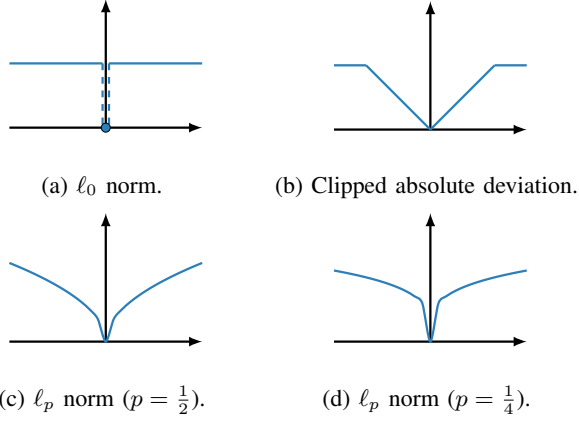 (a) ℓ₀ norm.
(b) Clipped absolute deviation.
(c) ℓₚ norm (p = 1/2).
(d) ℓₚ norm (p = 1/4).